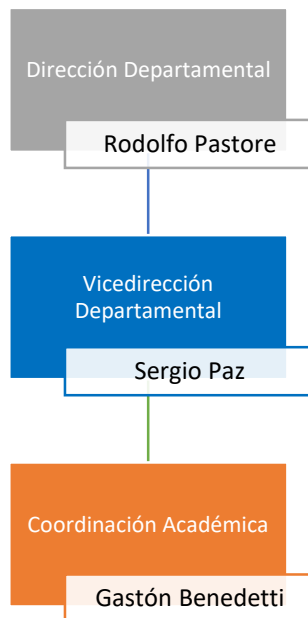 Dirección Departamental
Rodolfo Pastore
Vicedirección
Departamental
Sergio Paz
Coordinación Académica
Gastón Benedetti